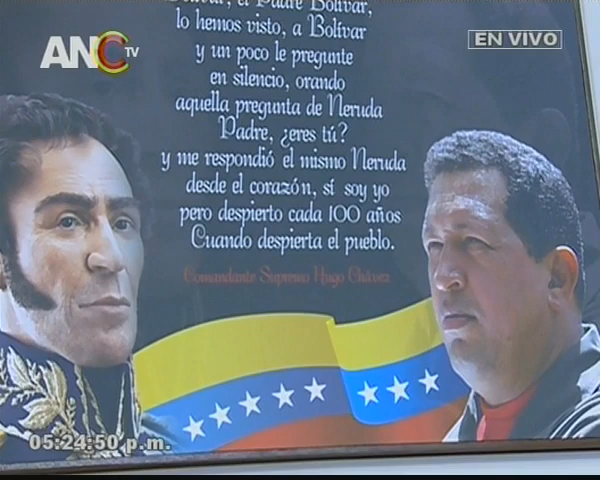 Bolívar, el Padre Bolívar,
lo hemos visto, a Bolívar
y un poco le pregunte
en silencio, orando
aquella pregunta de Neruda
Padre, ¿eres tú?
y me respondió el mismo Neruda
desde el corazón, sí soy yo
pero despierto cada 100 años
Cuando despierta el pueblo.
Comandante Supremo Hugo Chávez
ANC TV
EN VIVO
05:24:50 p.m.